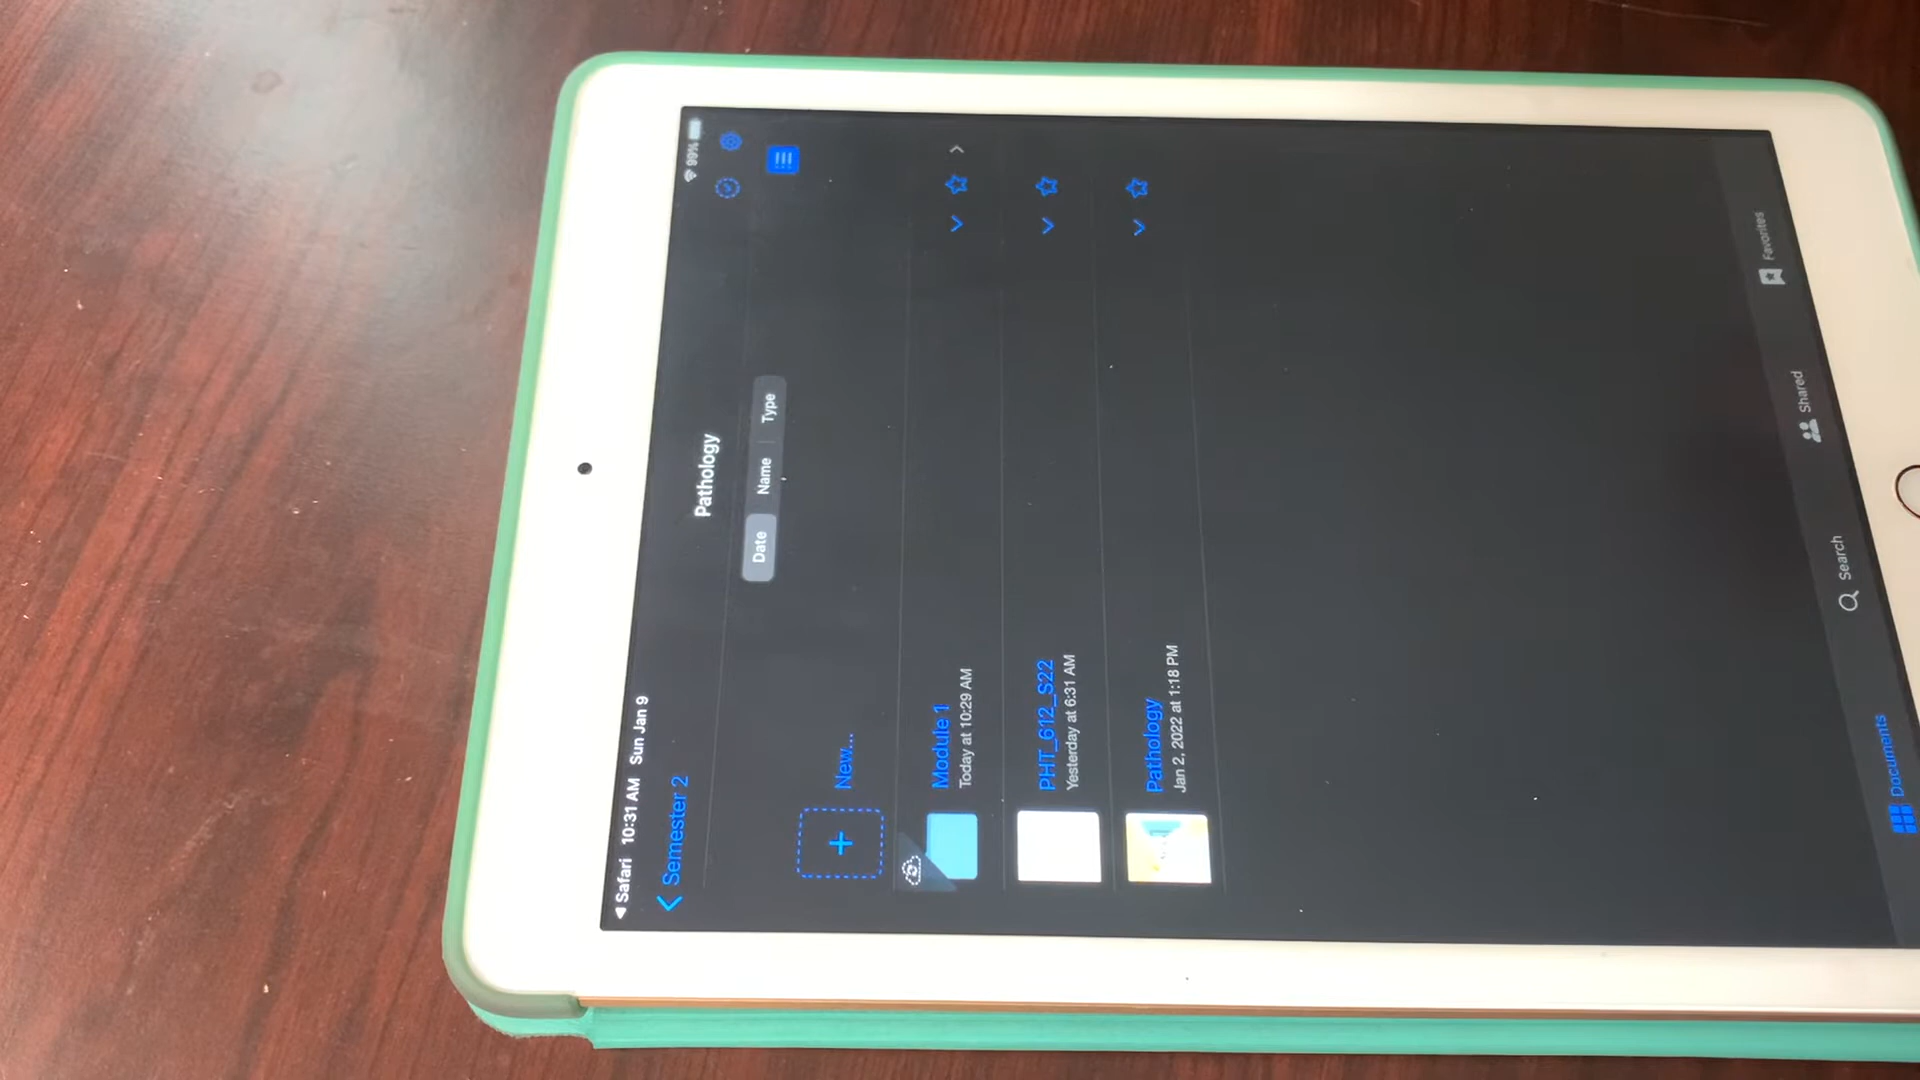 Safari 10:31 AM Sun Jan 9
99%
Semester 2
Pathology
Date Name Type
New...
Module 1
Today at 10:29 AM
PHT_612_S22
Yesterday at 6:31 AM
Pathology
Jan 2, 2022 at 1:18 PM
Documents
Search
Shared
Favorites